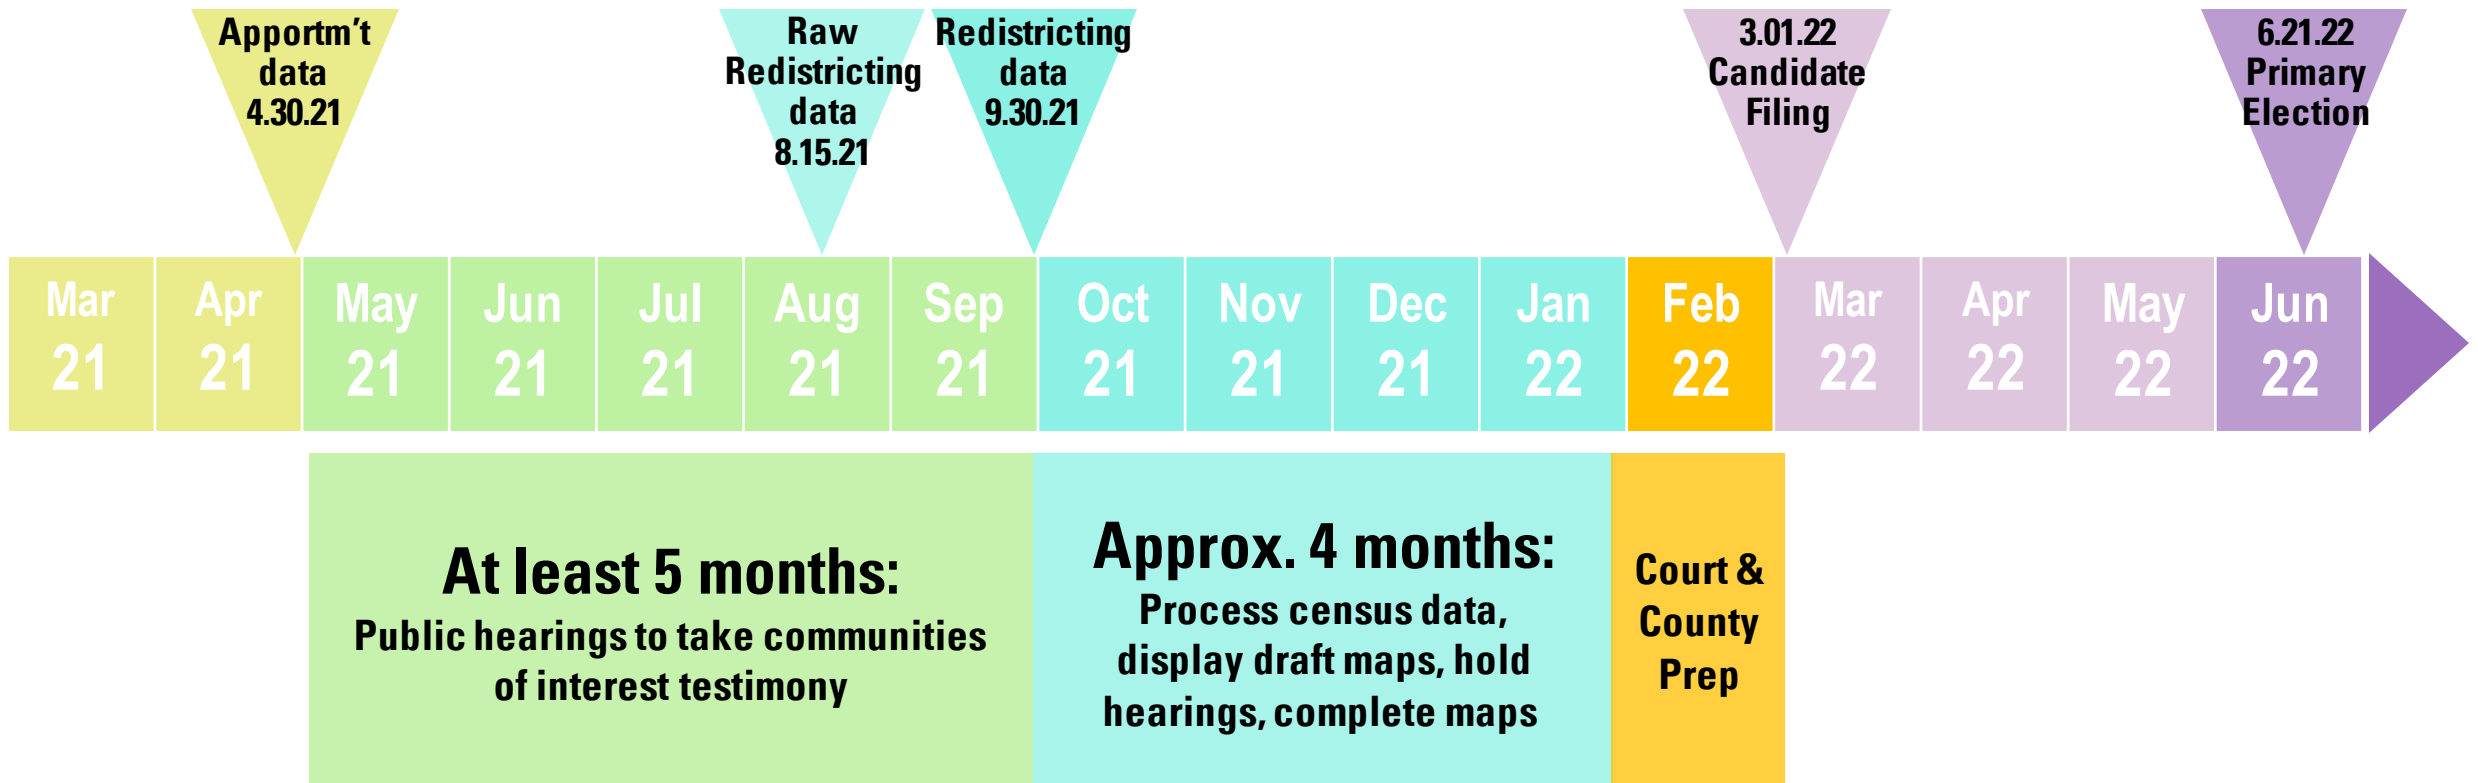 Apportm't
data
4.30.21
Raw
Redistricting
data
8.15.21
Redistricting
data
9.30.21
3.01.22
Candidate
Filing
6.21.22
Primary
Election
Mar
21
Apr
21
May
21
Jun
21
Jul
21
Aug
21
Sep
21
Oct
21
Nov
21
Dec
21
Jan
22
Feb
22
Mar
22
Apr
22
May
22
Jun
22
At least 5 months:
Public hearings to take communities
of interest testimony
Approx. 4 months:
Process census data,
display draft maps, hold
hearings, complete maps
Court &
County
Prep